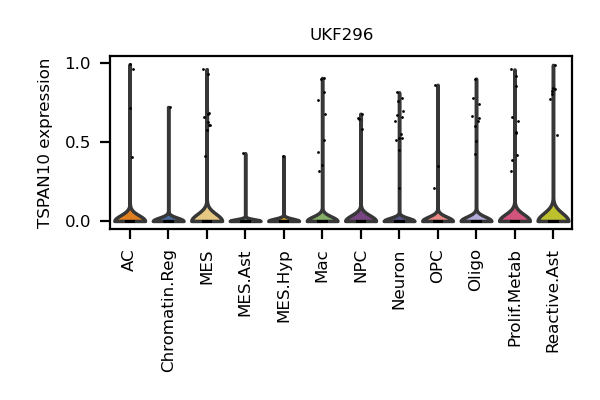 UKF296
TSPAN10 expression
1.0
0.5
0.0
AC
Chromatin.Reg
MES
MES.Ast
MES.Hyp
Mac
NPC
Neuron
OPC
Oligo
Prolif.Metab
Reactive.Ast